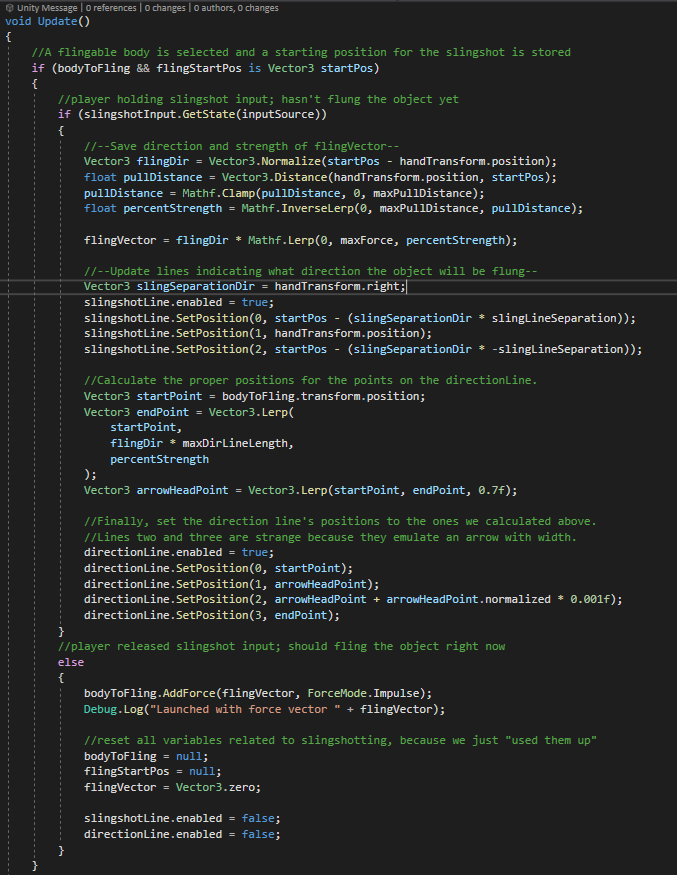 Unity Message | 0 references | 0 changes | 0 authors, 0 changes
void Update()
{
//A flingable body is selected and a starting position for the slingshot is stored
if (bodyToFling && flingStartPos is Vector3 startPos)
{
//player holding slingshot input; hasn't flung the object yet
if (slingshotInput.GetState(inputSource))
{
//--Save direction and strength of flingVector--
Vector3 flingDir = Vector3.Normalize(startPos - handTransform.position);
float pullDistance = Vector3.Distance(handTransform.position, startPos);
pullDistance = Mathf.Clamp(pullDistance, 0, maxPullDistance);
float percentStrength = Mathf.InverseLerp(0, maxPullDistance, pullDistance);
flingVector = flingDir * Mathf.Lerp(0, maxForce, percentStrength);
//--Update lines indicating what direction the object will be flung--
Vector3 slingSeparationDir = handTransform.right;
slingshotLine.enabled = true;
slingshotLine.SetPosition(0, startPos - (slingSeparationDir * slingLineSeparation));
slingshotLine.SetPosition(1, handTransform.position);
slingshotLine.SetPosition(2, startPos - (slingSeparationDir * -slingLineSeparation));
//Calculate the proper positions for the points on the directionLine.
Vector3 startPoint = bodyToFling.transform.position;
Vector3 endPoint = Vector3.Lerp(
startPoint,
flingDir * maxDirLineLength,
percentStrength
);
Vector3 arrowHeadPoint = Vector3.Lerp(startPoint, endPoint, 0.7f);
//Finally, set the direction line's positions to the ones we calculated above.
//Lines two and three are strange because they emulate an arrow with width.
directionLine.enabled = true;
directionLine.SetPosition(0, startPoint);
directionLine.SetPosition(1, arrowHeadPoint);
directionLine.SetPosition(2, arrowHeadPoint + arrowHeadPoint.normalized * 0.001f);
directionLine.SetPosition(3, endPoint);
}
//player released slingshot input; should fling the object right now
else
{
bodyToFling.AddForce(flingVector, ForceMode.Impulse);
Debug.Log("Launched with force vector " + flingVector);
//reset all variables related to slingshotting, because we just "used them up"
bodyToFling = null;
flingStartPos = null;
flingVector = Vector3.zero;
slingshotLine.enabled = false;
directionLine.enabled = false;
}
}